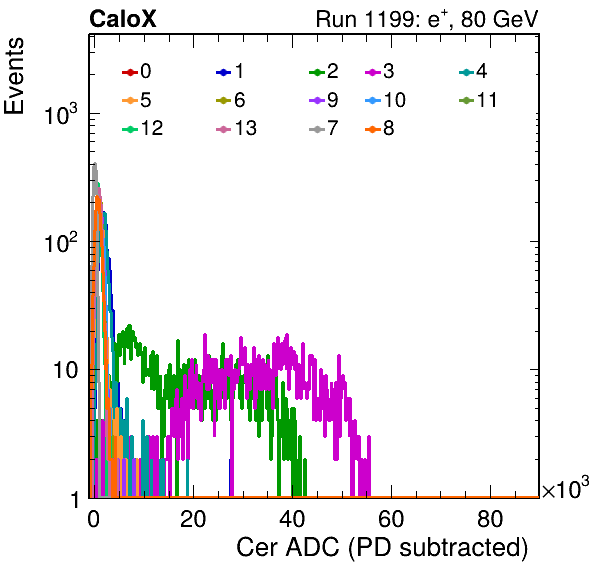 CaloX Run 1199: e⁺, 80 GeV
Events
0 1 2 3 4
5 6 9 10 11
12 13 7 8
10³
10²
10
1
0 20 40 60 80 ×10³
Cer ADC (PD subtracted)